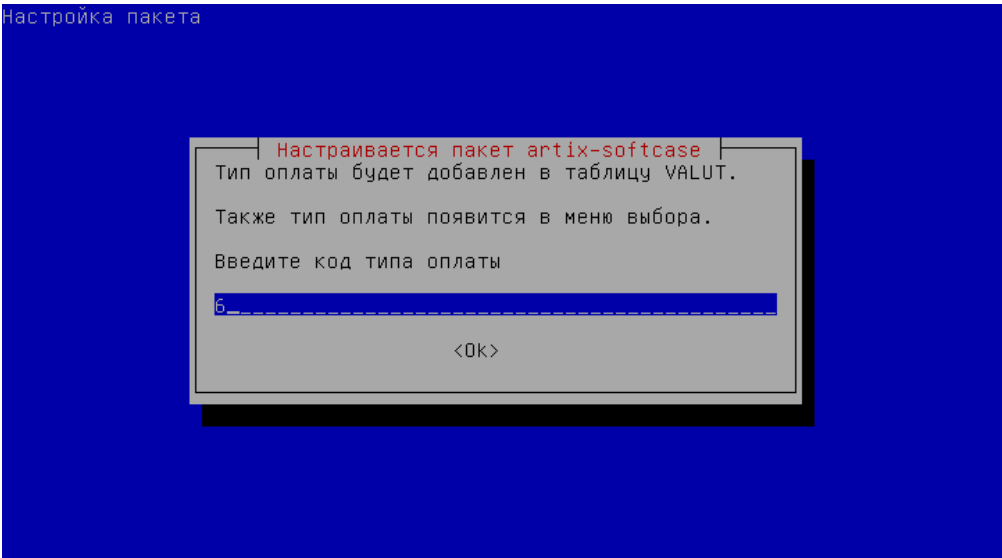 Настройка пакета
Настраивается пакет artix-softcase
Тип оплаты будет добавлен в таблицу VALUT.
Также тип оплаты появится в меню выбора.
Введите код типа оплаты
6
<Ok>